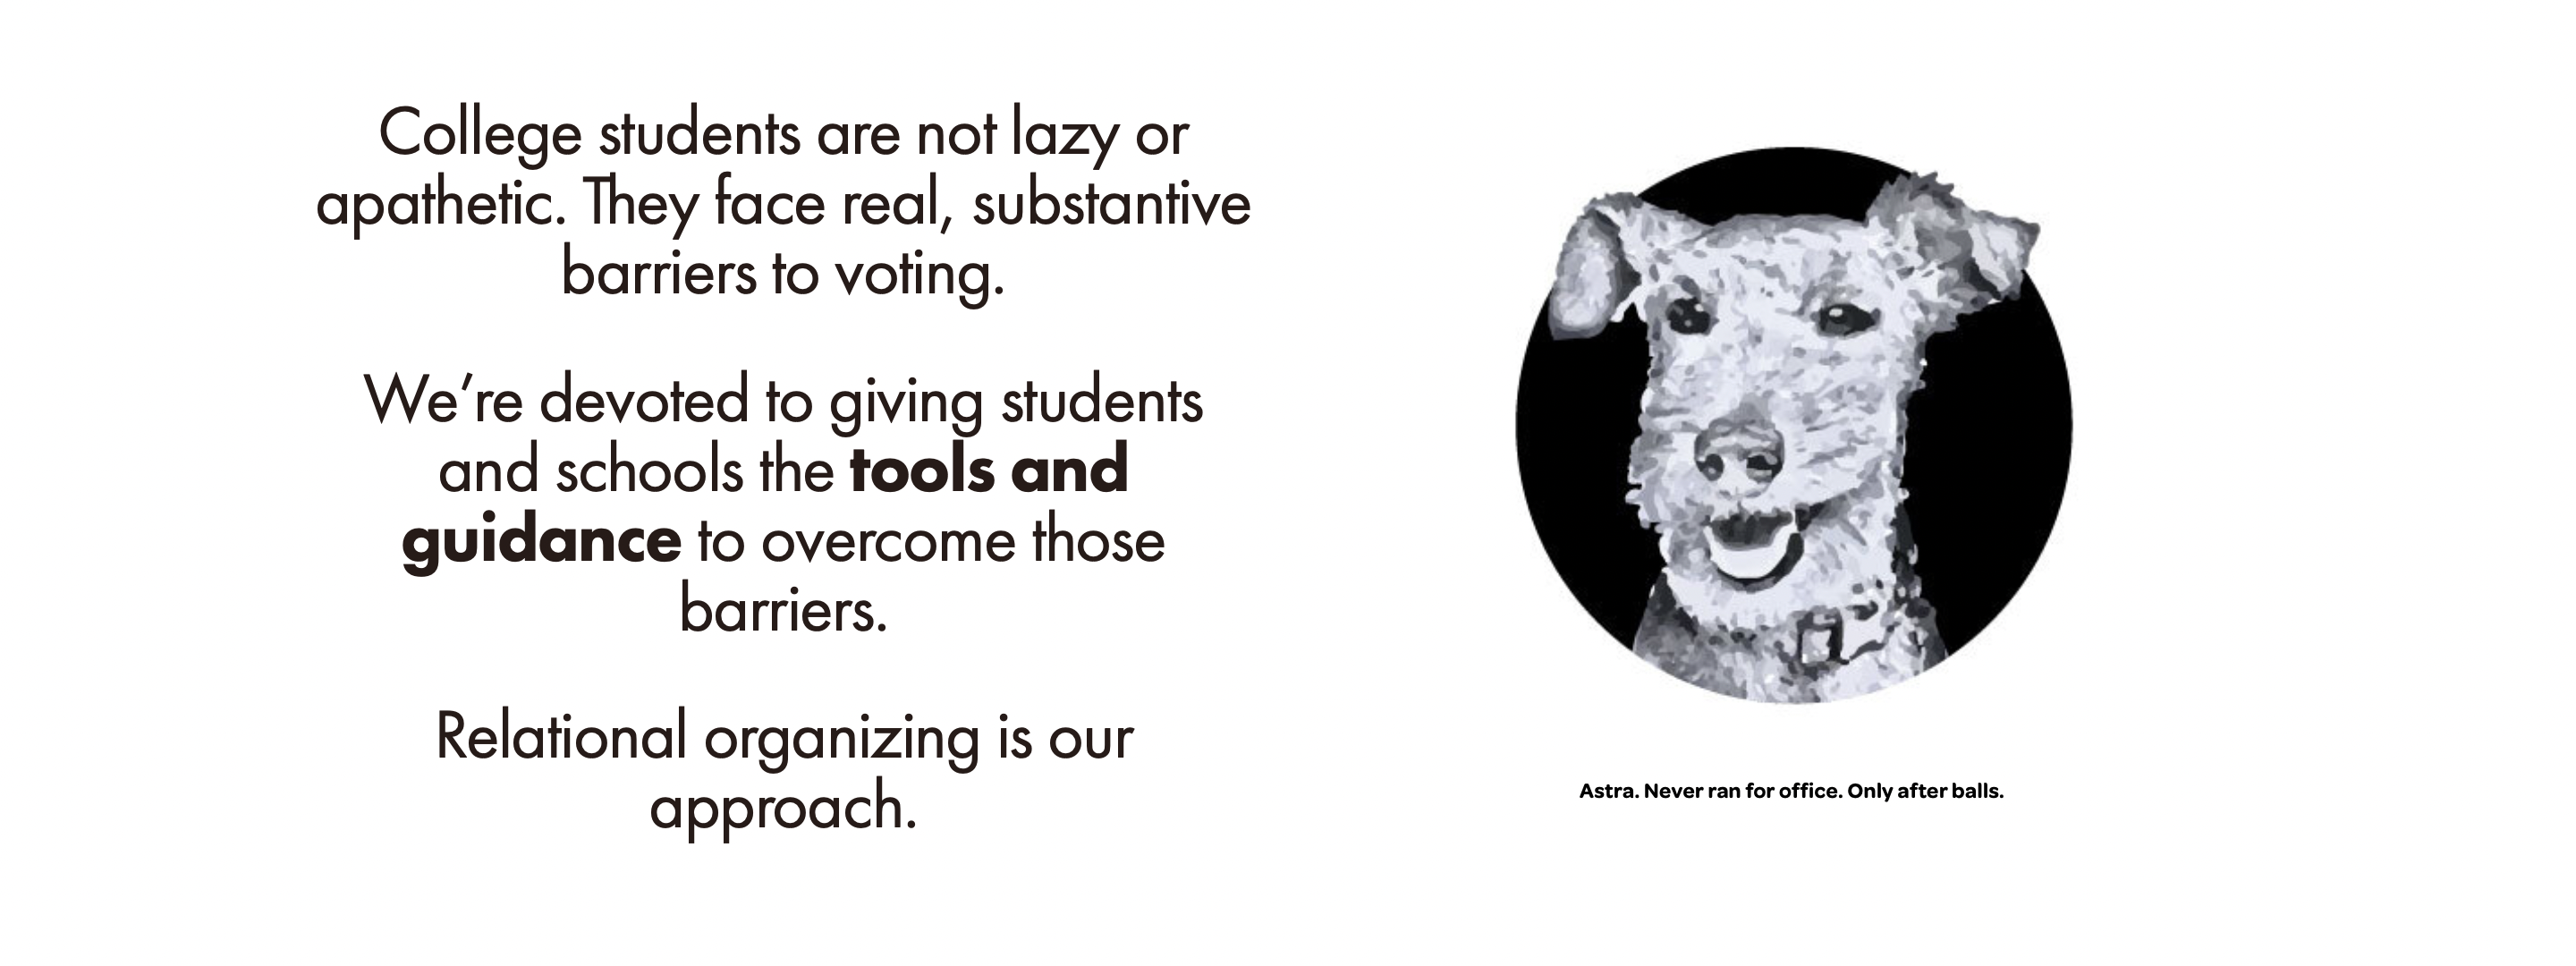 College students are not lazy or
apathetic. They face real, substantive
barriers to voting.
We’re devoted to giving students
and schools the tools and
guidance to overcome those
barriers.
Relational organizing is our
approach.
Astra. Never ran for office. Only after balls.